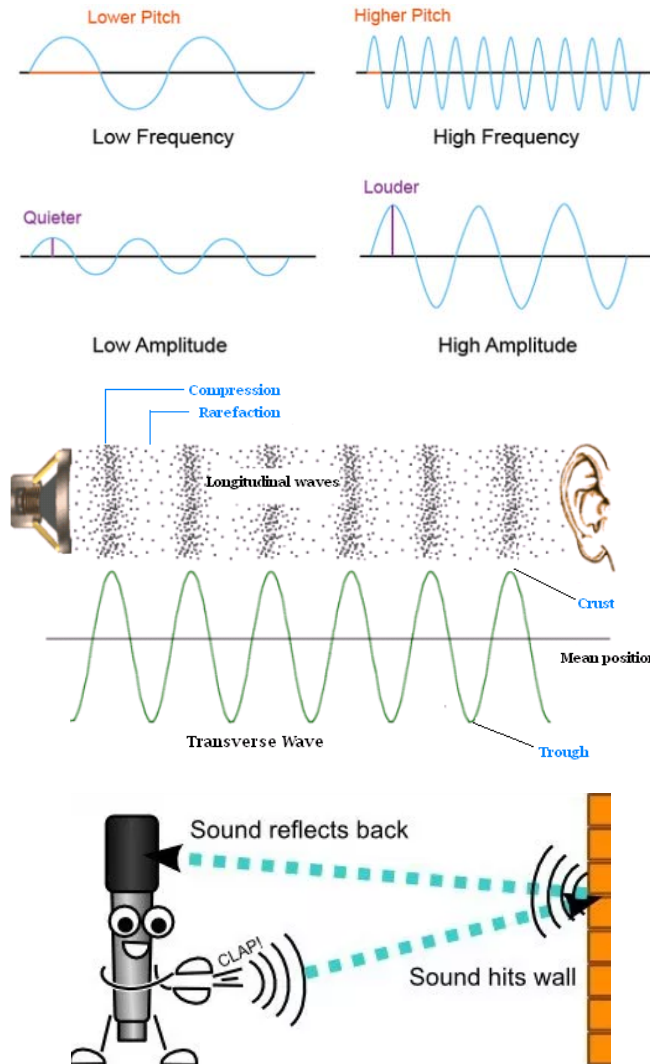 Lower Pitch
Higher Pitch
Low Frequency
High Frequency
Louder
Quieter
Low Amplitude
High Amplitude
Compression
Rarefaction
Longitudinal waves
Crust
Mean position
Transverse Wave
Trough
Sound reflects back
CLAP!
Sound hits wall